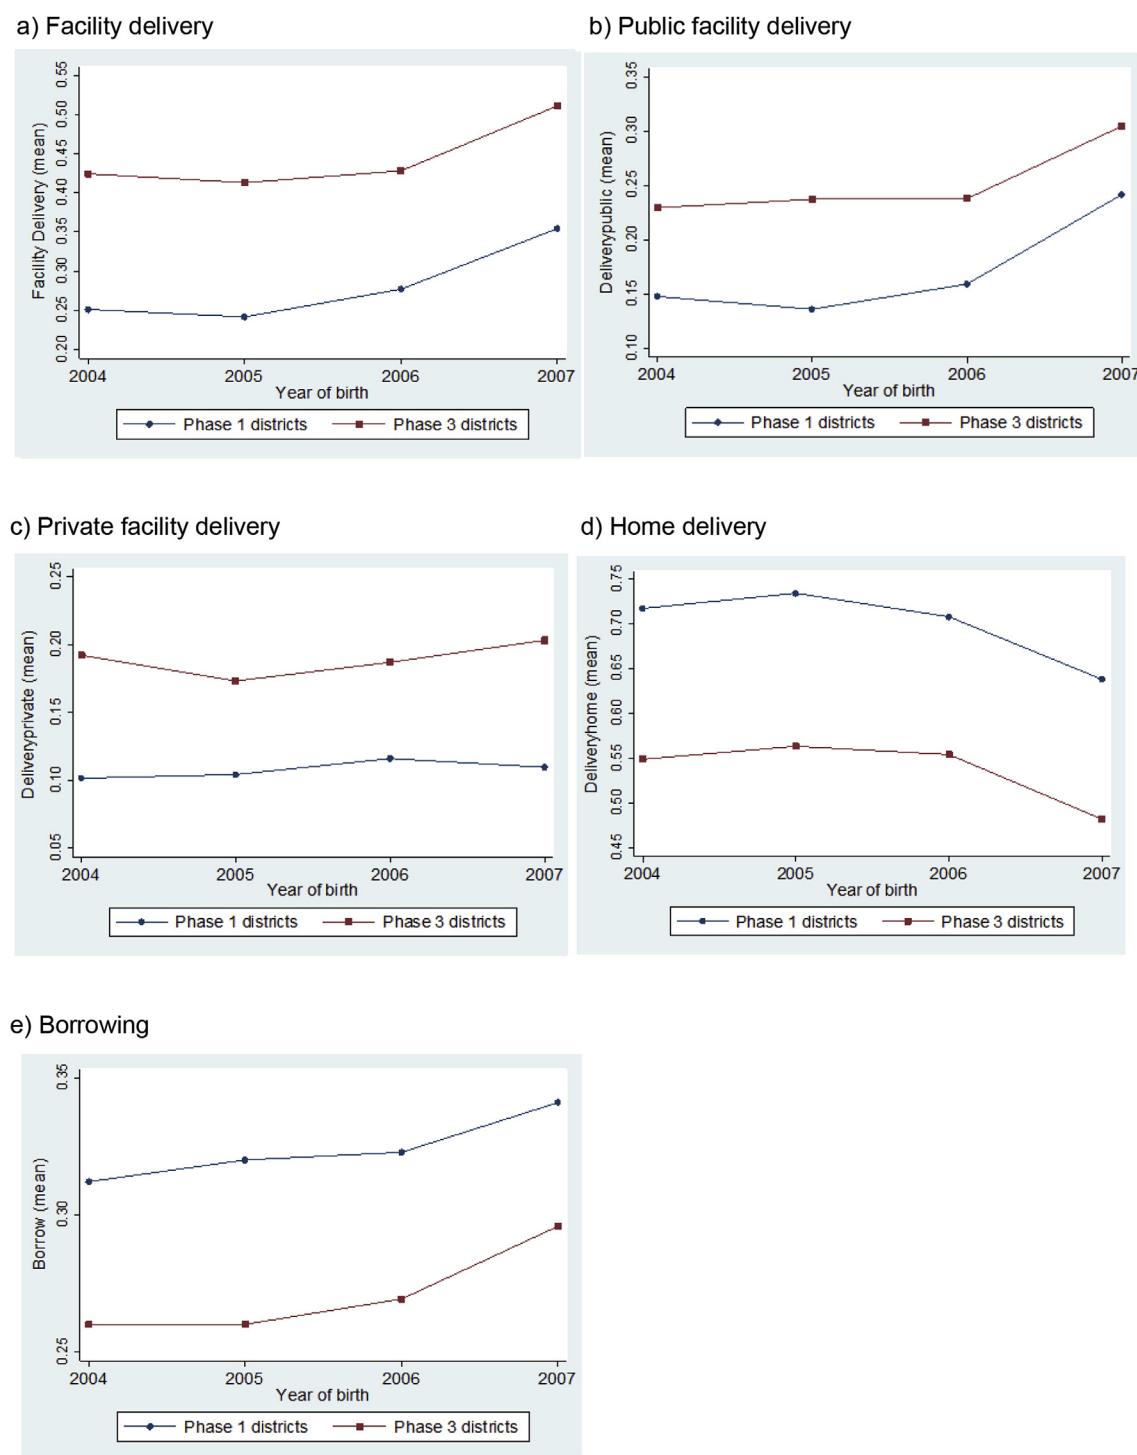 a) Facility delivery
Facility Delivery (mean)
0.55
0.50
0.45
0.40
0.35
0.30
0.25
0.20
2004 2005 2006 2007
Year of birth
Phase 1 districts Phase 3 districts
b) Public facility delivery
Deliverypublic (mean)
0.35
0.30
0.25
0.20
0.15
0.10
2004 2005 2006 2007
Year of birth
Phase 1 districts Phase 3 districts
c) Private facility delivery
Deliveryprivate (mean)
0.25
0.20
0.15
0.10
0.05
2004 2005 2006 2007
Year of birth
Phase 1 districts Phase 3 districts
d) Home delivery
Deliveryhome (mean)
0.75
0.70
0.65
0.60
0.55
0.50
0.45
2004 2005 2006 2007
Year of birth
Phase 1 districts Phase 3 districts
e) Borrowing
Borrow (mean)
0.35
0.30
0.25
2004 2005 2006 2007
Year of birth
Phase 1 districts Phase 3 districts